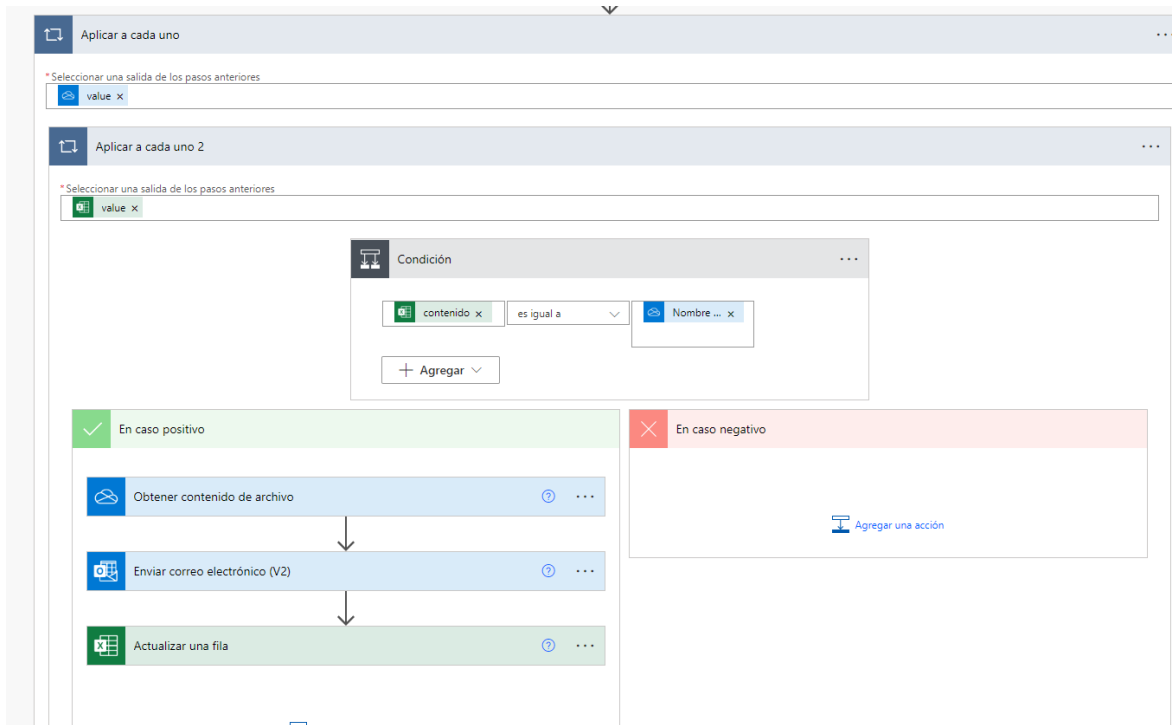 Aplicar a cada uno
* Seleccionar una salida de los pasos anteriores
value x
Aplicar a cada uno 2
* Seleccionar una salida de los pasos anteriores
value x
Condición
contenido x es igual a Nombre ... x
+ Agregar
En caso positivo
En caso negativo
Obtener contenido de archivo
Agregar una acción
Enviar correo electrónico (V2)
Actualizar una fila